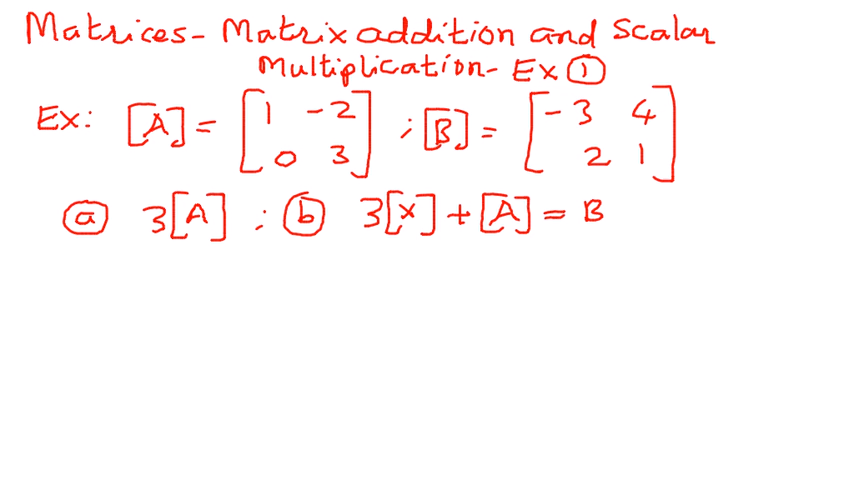 Matrices - Matrix addition and Scalar
Multiplication - Ex ①
Ex: [A] = [1 -2; 0 3] ; [B] = [-3 4; 2 1]
ⓐ 3[A] ; ⓑ 3[X] + [A] = B